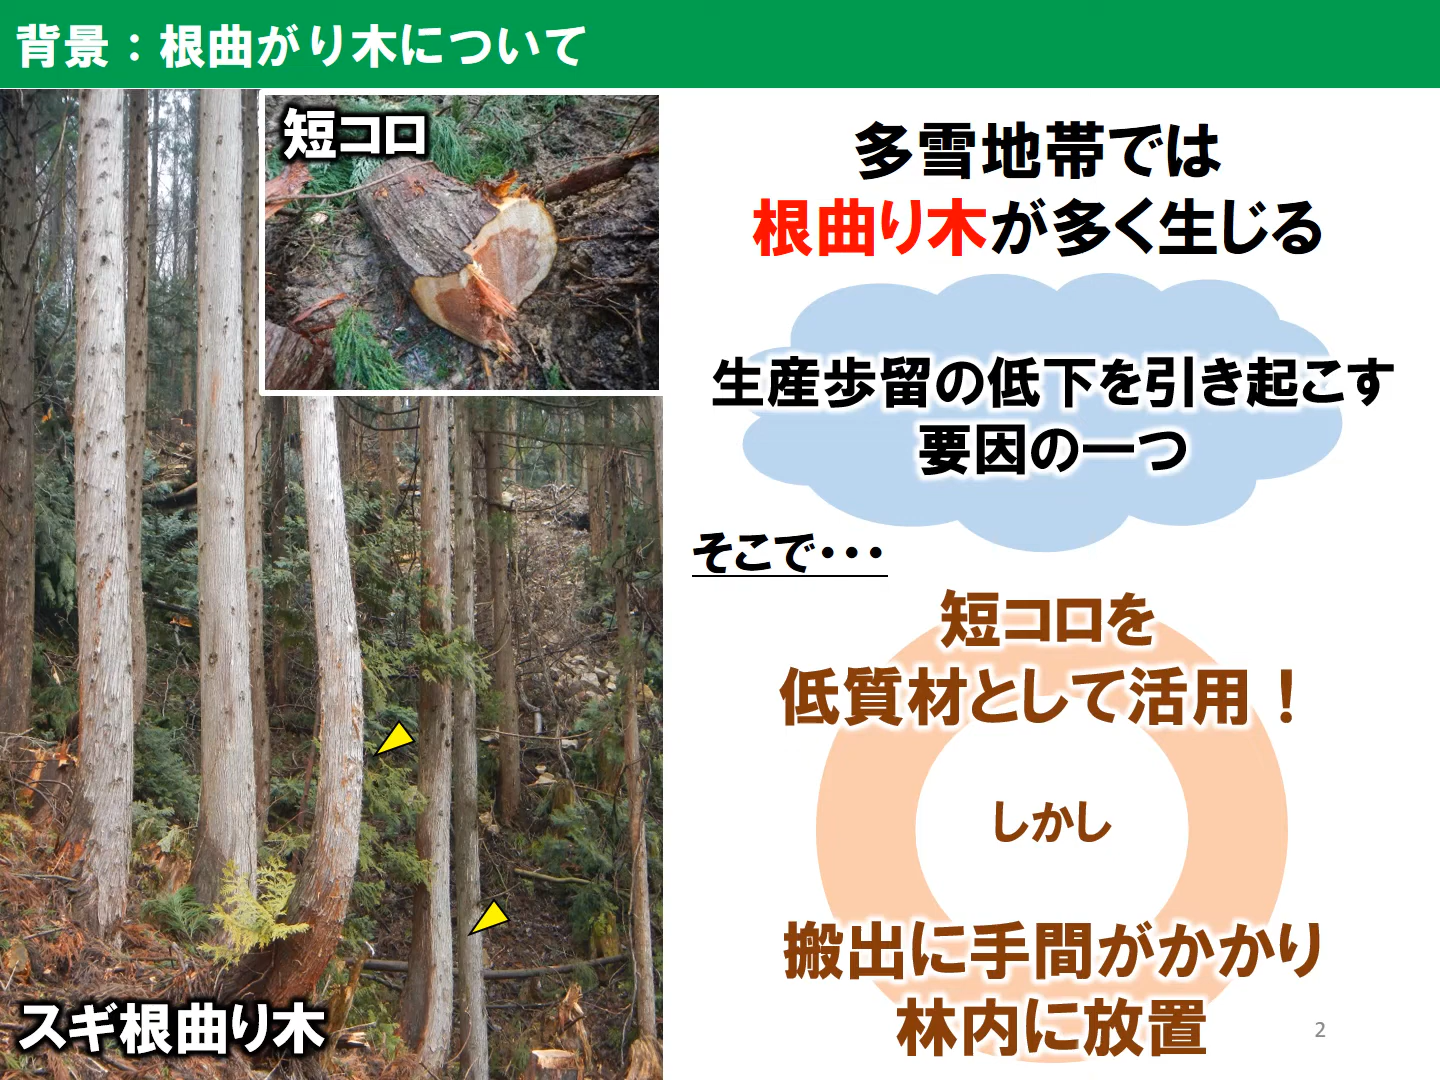 背景：根曲がり木について
短コロ
スギ根曲り木
多雪地帯では
根曲り木が多く生じる
生産歩留の低下を引き起こす
要因の一つ
そこで・・・
短コロを
低質材として活用！
しかし
搬出に手間がかかり
林内に放置
2